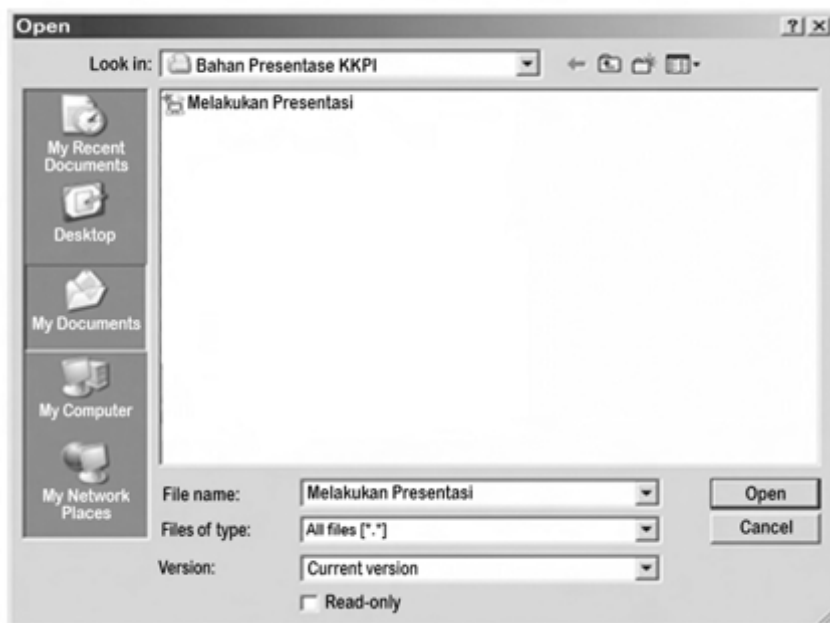 Open
Look in: Bahan Presentase KKPI
Melakukan Presentasi
My Recent
Documents
Desktop
My Documents
My Computer
My Network
Places
File name: Melakukan Presentasi
Open
Files of type: All files [*.*]
Cancel
Version: Current version
Read-only